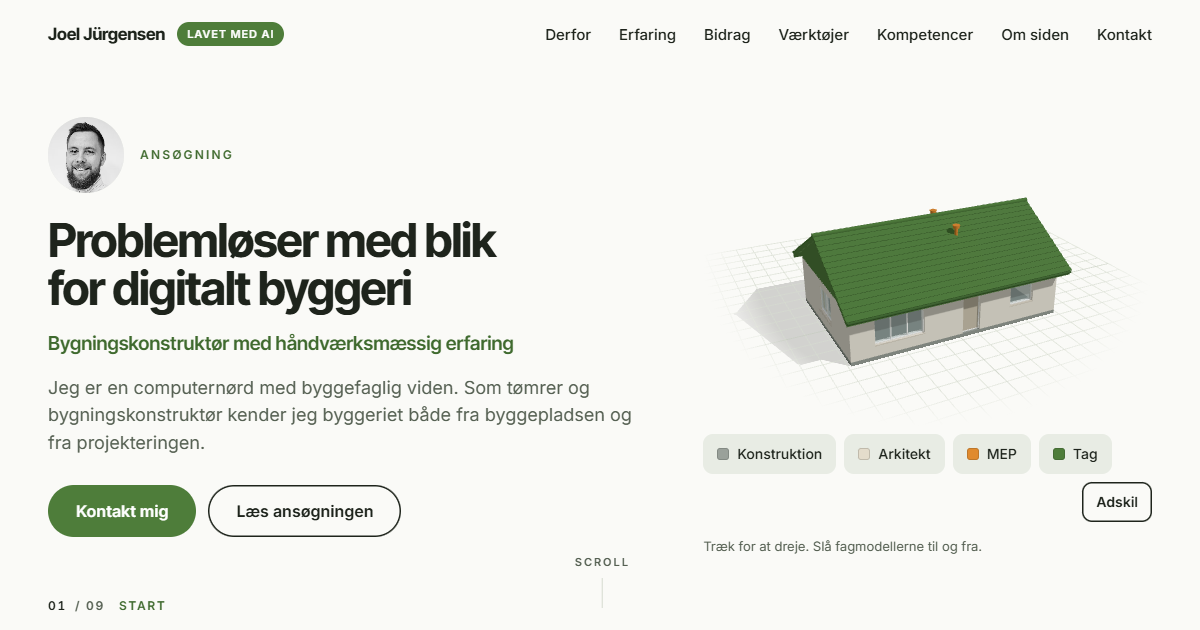 Joel Jürgensen
LAVET MED AI
Derfor
Erfaring
Bidrag
Værktøjer
Kompetencer
Om siden
Kontakt
ANSØGNING
Problemløser med blik
for digitalt byggeri
Bygningskonstruktør med håndværksmæssig erfaring
Jeg er en computernørd med byggefaglig viden. Som tømrer og
bygningskonstruktør kender jeg byggeriet både fra byggepladsen og
fra projekteringen.
Kontakt mig
Læs ansøgningen
Konstruktion
Arkitekt
MEP
Tag
Adskil
Træk for at dreje. Slå fagmodellerne til og fra.
SCROLL
01 / 09 START